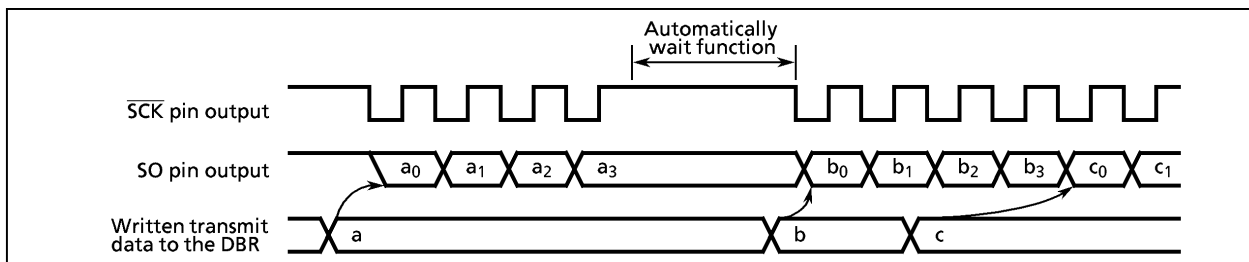 Automatically
wait function
SCK pin output
SO pin output
a0 a1 a2 a3 b0 b1 b2 b3 c0 c1
Written transmit
data to the DBR
a b c